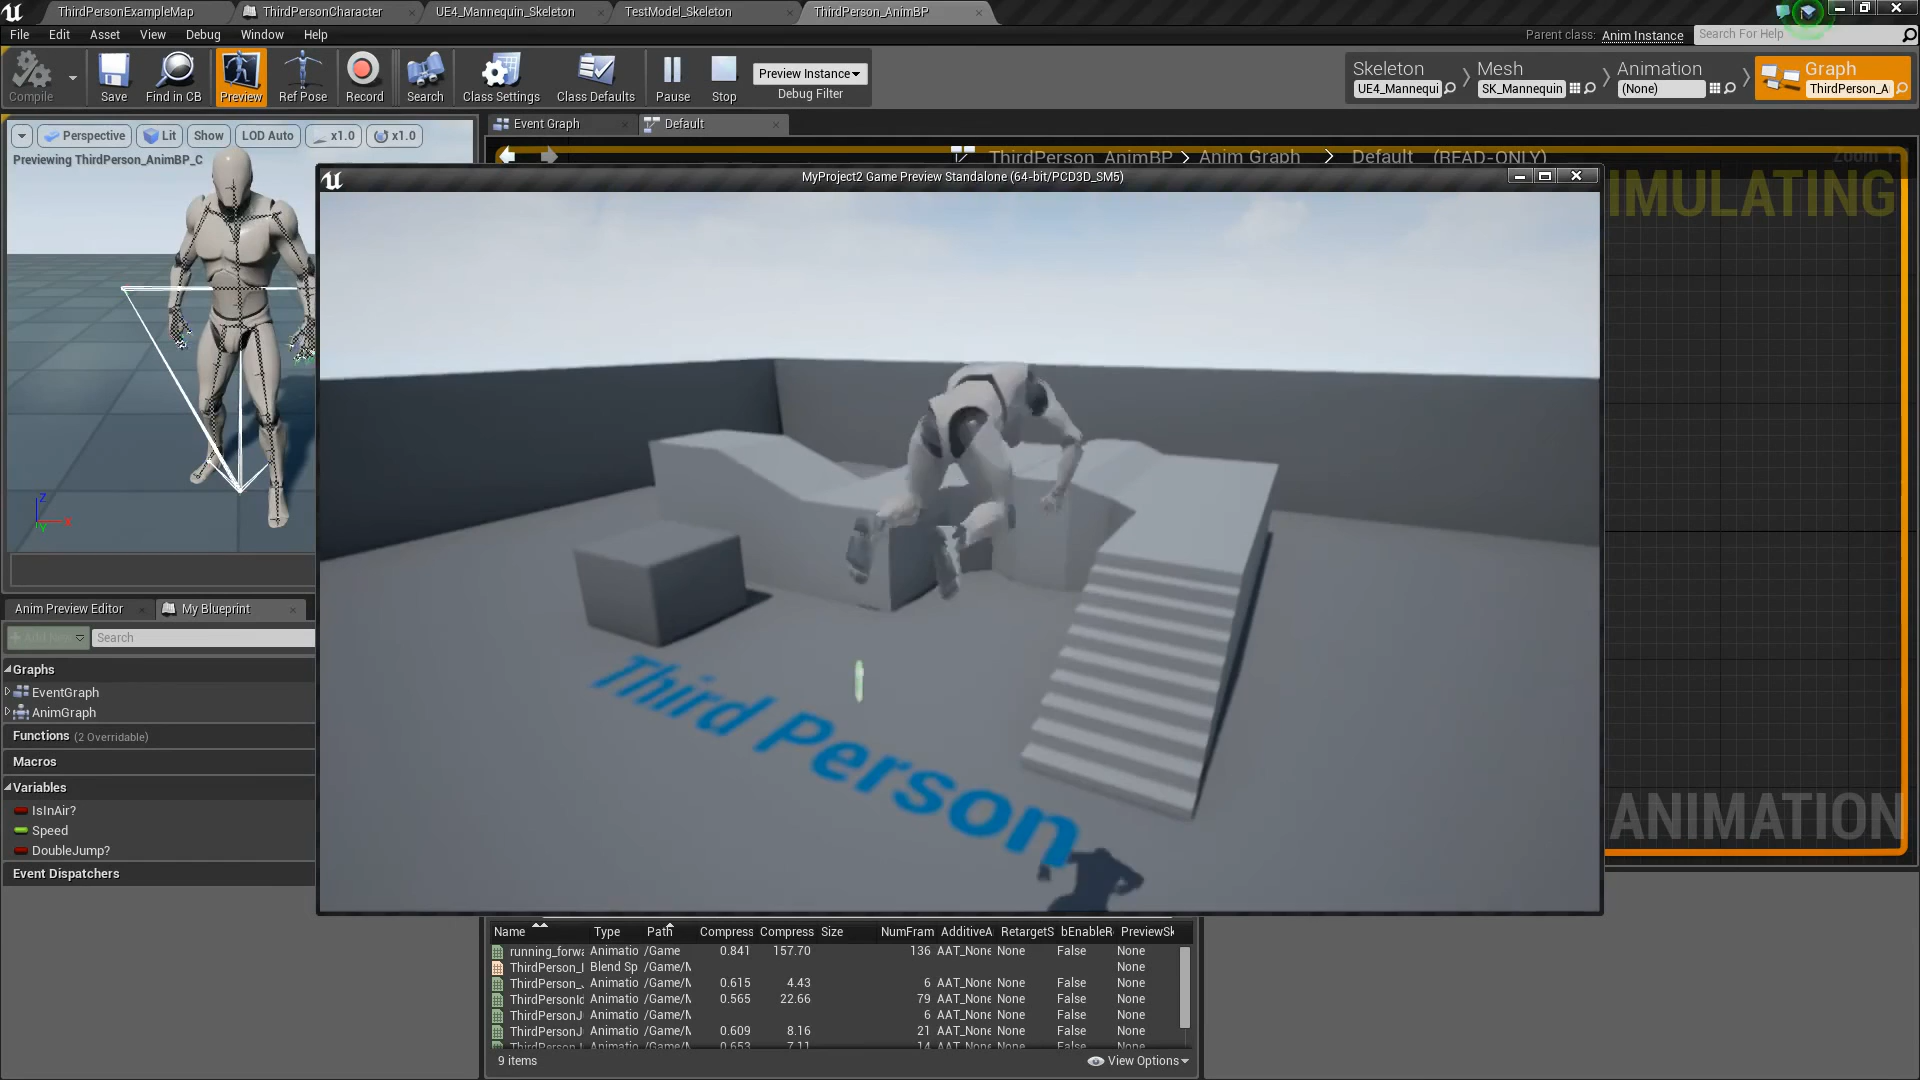 ThirdPersonExampleMap
ThirdPersonCharacter
UE4_Mannequin_Skeleton
TestModel_Skeleton
ThirdPerson_AnimBP
File Edit Asset View Debug Window Help
Parent class: Anim Instance
Search For Help
Compile
Save
Find in CB
Preview
Ref Pose
Record
Search
Class Settings
Class Defaults
Pause
Stop
Preview Instance
Debug Filter
Skeleton
UE4_Mannequi
Mesh
SK_Mannequin
Animation
(None)
Graph
ThirdPerson_A
Event Graph
Default
Perspective
Lit
Show
LOD Auto
x1.0
x1.0
Previewing ThirdPerson_AnimBP_C
ThirdPerson_AnimBP > Anim Graph > Default (READ-ONLY)
MyProject2 Game Preview Standalone (64-bit/PCD3D_SM5)
IMULATING
Z
X
Y
Third Person
Anim Preview Editor
My Blueprint
Search
Graphs
EventGraph
AnimGraph
Functions (2 Overridable)
Macros
Variables
IsInAir?
Speed
DoubleJump?
Event Dispatchers
ANIMATION
Name Type Path Compress Compress Size NumFram AdditiveA RetargetS bEnableR PreviewSk
running_forwa Animatio /Game 0.841 157.70 136 AAT_None None False None
ThirdPerson_I Blend Sp /Game/M None
ThirdPerson_J Animatio /Game/M 0.615 4.43 6 AAT_None None False None
ThirdPersonId Animatio /Game/M 0.565 22.66 79 AAT_None None False None
ThirdPersonJ Animatio /Game/M 6 AAT_None None False None
ThirdPersonJ Animatio /Game/M 0.609 8.16 21 AAT_None None False None
0.653 7.11 14 AAT_None None False None
9 items
View Options